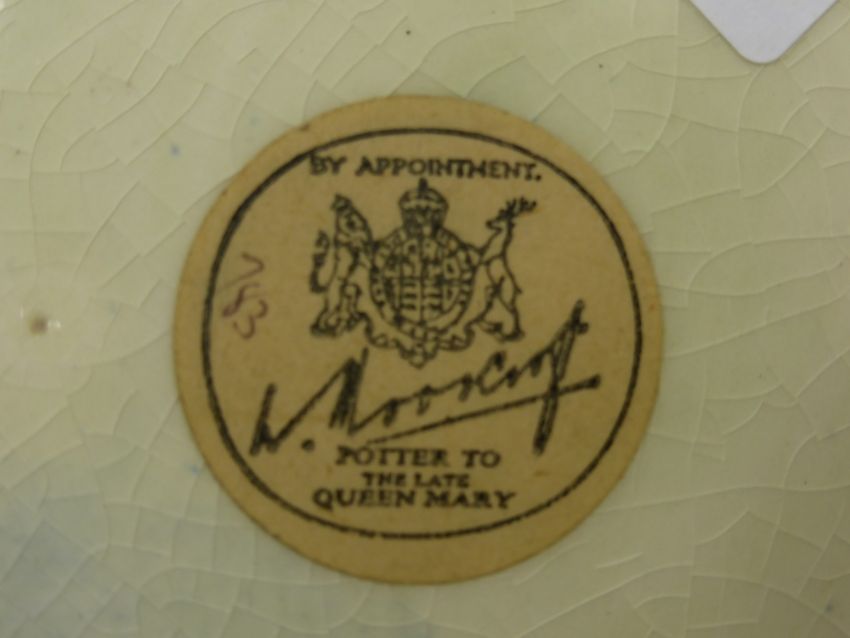 BY APPOINTMENT.
W. Moorcroft
POTTER TO
THE LATE
QUEEN MARY